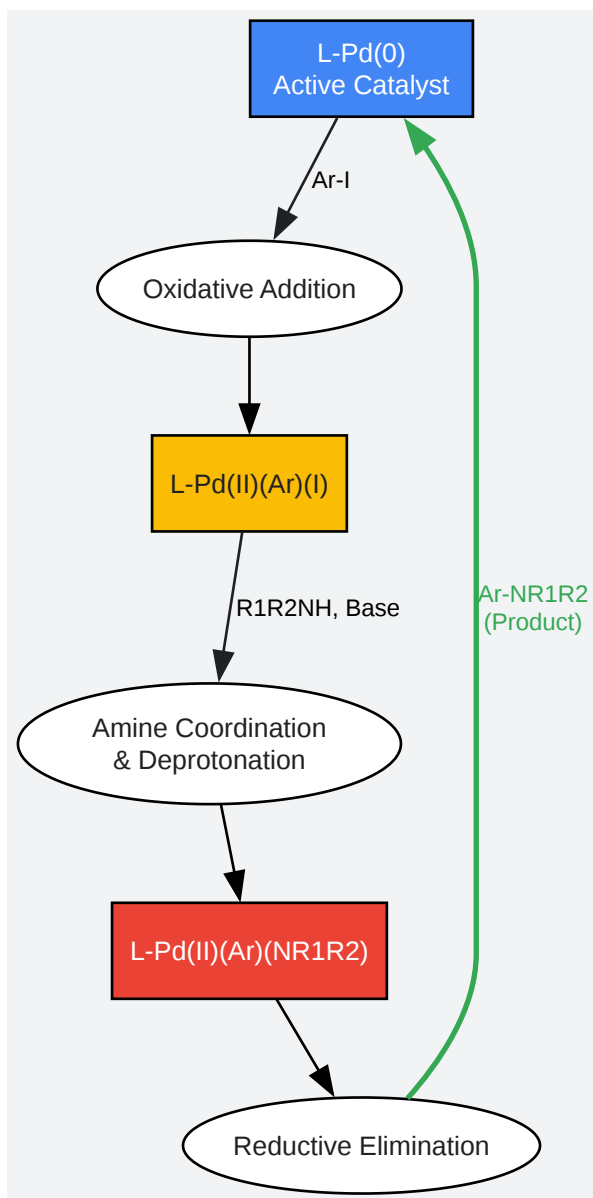 L-Pd(0)
Active Catalyst
Ar-I
Oxidative Addition
L-Pd(II)(Ar)(I)
R1R2NH, Base
Ar-NR1R2
(Product)
Amine Coordination
& Deprotonation
L-Pd(II)(Ar)(NR1R2)
Reductive Elimination